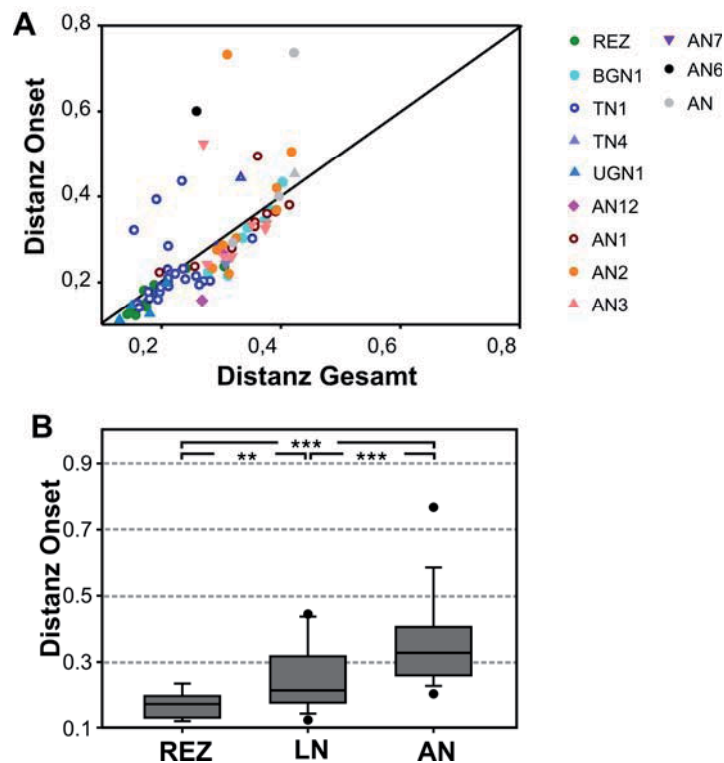 A
0,8
0,6
0,4
0,2
Distanz Onset
0,2
0,4
0,6
0,8
Distanz Gesamt
REZ
BGN1
TN1
TN4
UGN1
AN12
AN1
AN2
AN3
AN7
AN6
AN
B
***
**
***
0.9
0.7
0.5
0.3
0.1
Distanz Onset
REZ
LN
AN